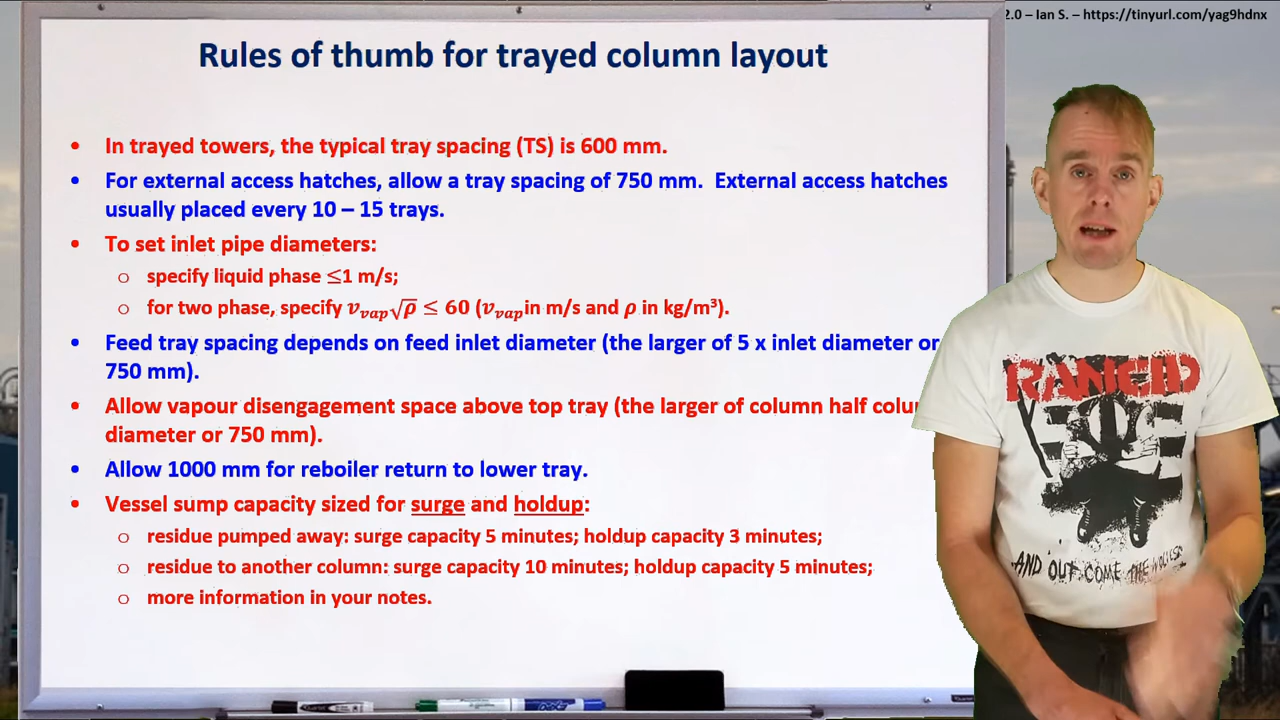 2.0 – Ian S. – https://tinyurl.com/yag9hdnx
Rules of thumb for trayed column layout
• In trayed towers, the typical tray spacing (TS) is 600 mm.
• For external access hatches, allow a tray spacing of 750 mm. External access hatches
usually placed every 10 – 15 trays.
• To set inlet pipe diameters:
o specify liquid phase ≤1 m/s;
o for two phase, specify v_vap√ρ ≤ 60 (v_vap in m/s and ρ in kg/m³).
• Feed tray spacing depends on feed inlet diameter (the larger of 5 x inlet diameter or
750 mm).
• Allow vapour disengagement space above top tray (the larger of column half colu
diameter or 750 mm).
• Allow 1000 mm for reboiler return to lower tray.
• Vessel sump capacity sized for surge and holdup:
o residue pumped away: surge capacity 5 minutes; holdup capacity 3 minutes;
o residue to another column: surge capacity 10 minutes; holdup capacity 5 minutes;
o more information in your notes.
RANCID
...AND OUT COME THE WOLVES